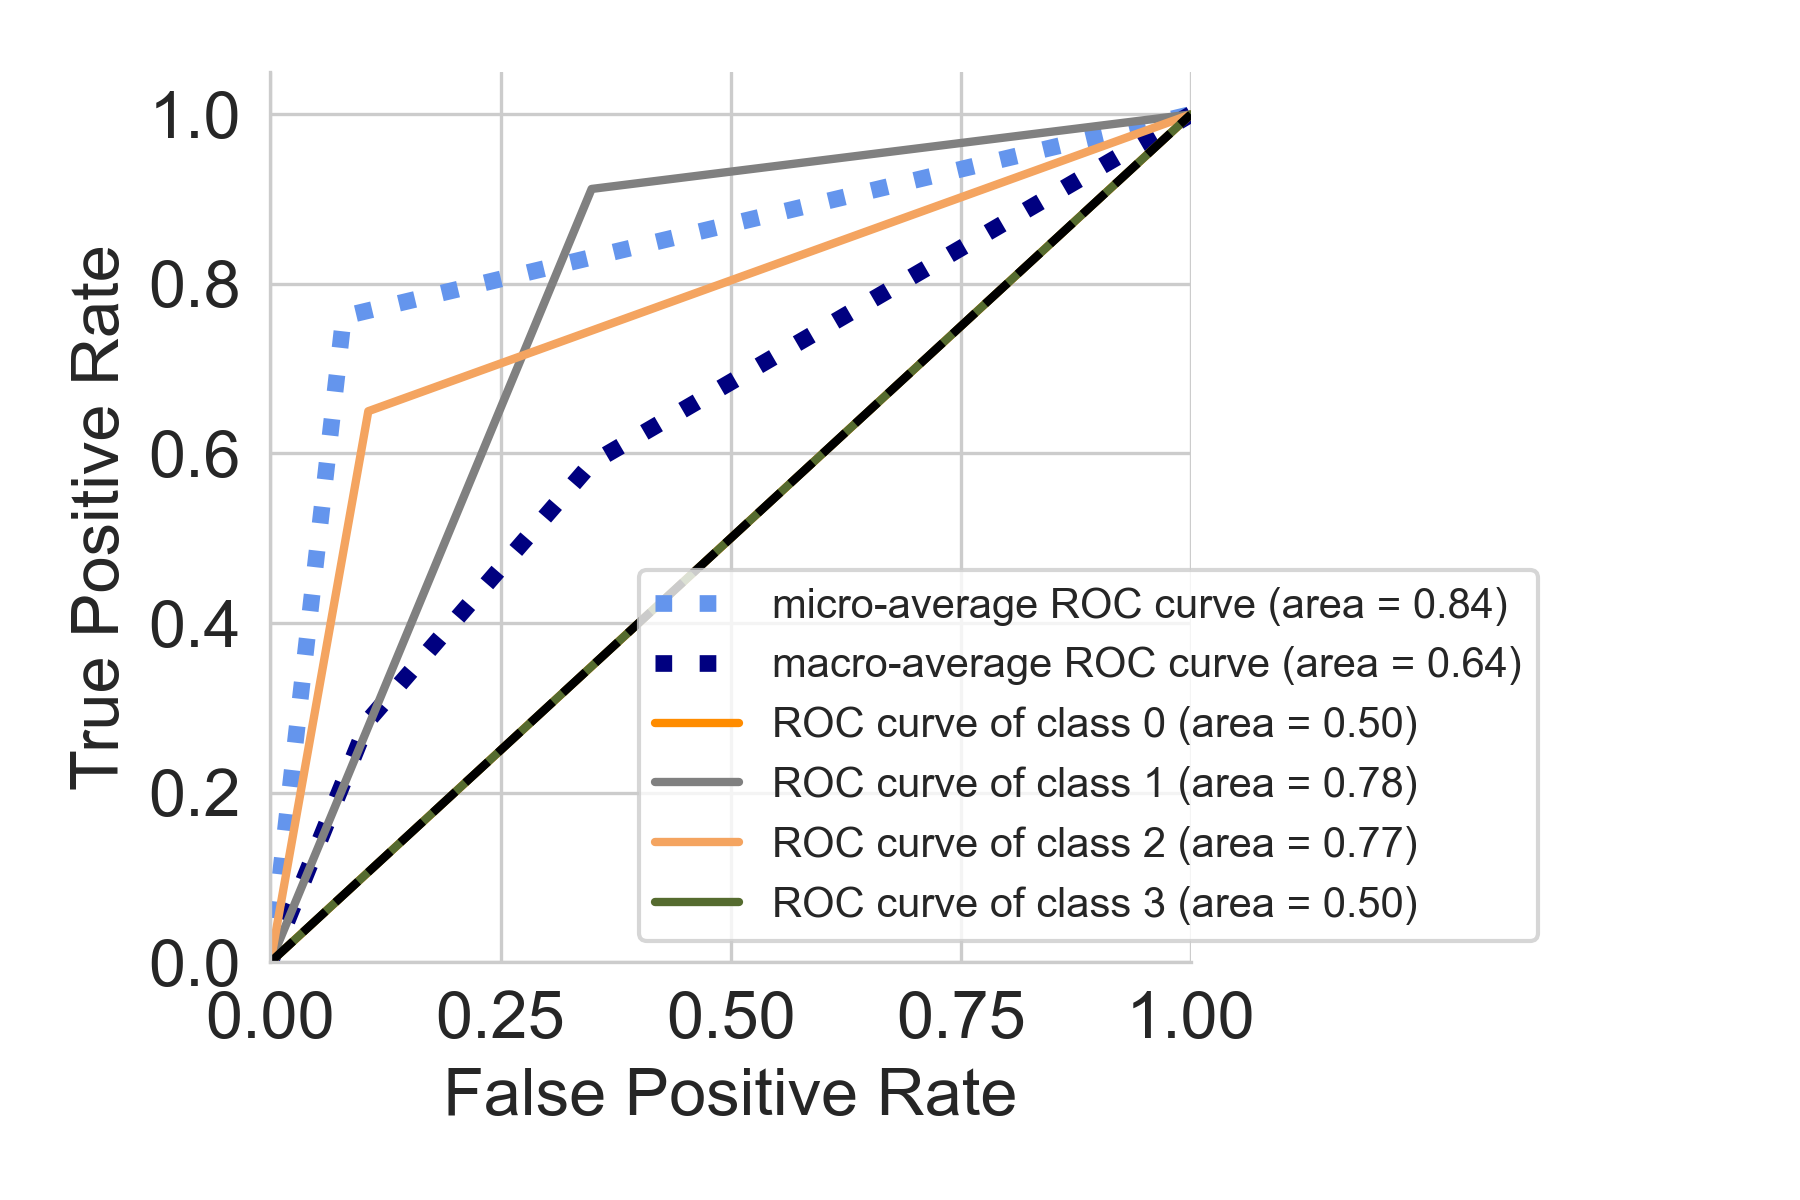 1.0
0.8
0.6
0.4
0.2
0.0
True Positive Rate
0.00 0.25 0.50 0.75 1.00
False Positive Rate
micro-average ROC curve (area = 0.84)
macro-average ROC curve (area = 0.64)
ROC curve of class 0 (area = 0.50)
ROC curve of class 1 (area = 0.78)
ROC curve of class 2 (area = 0.77)
ROC curve of class 3 (area = 0.50)